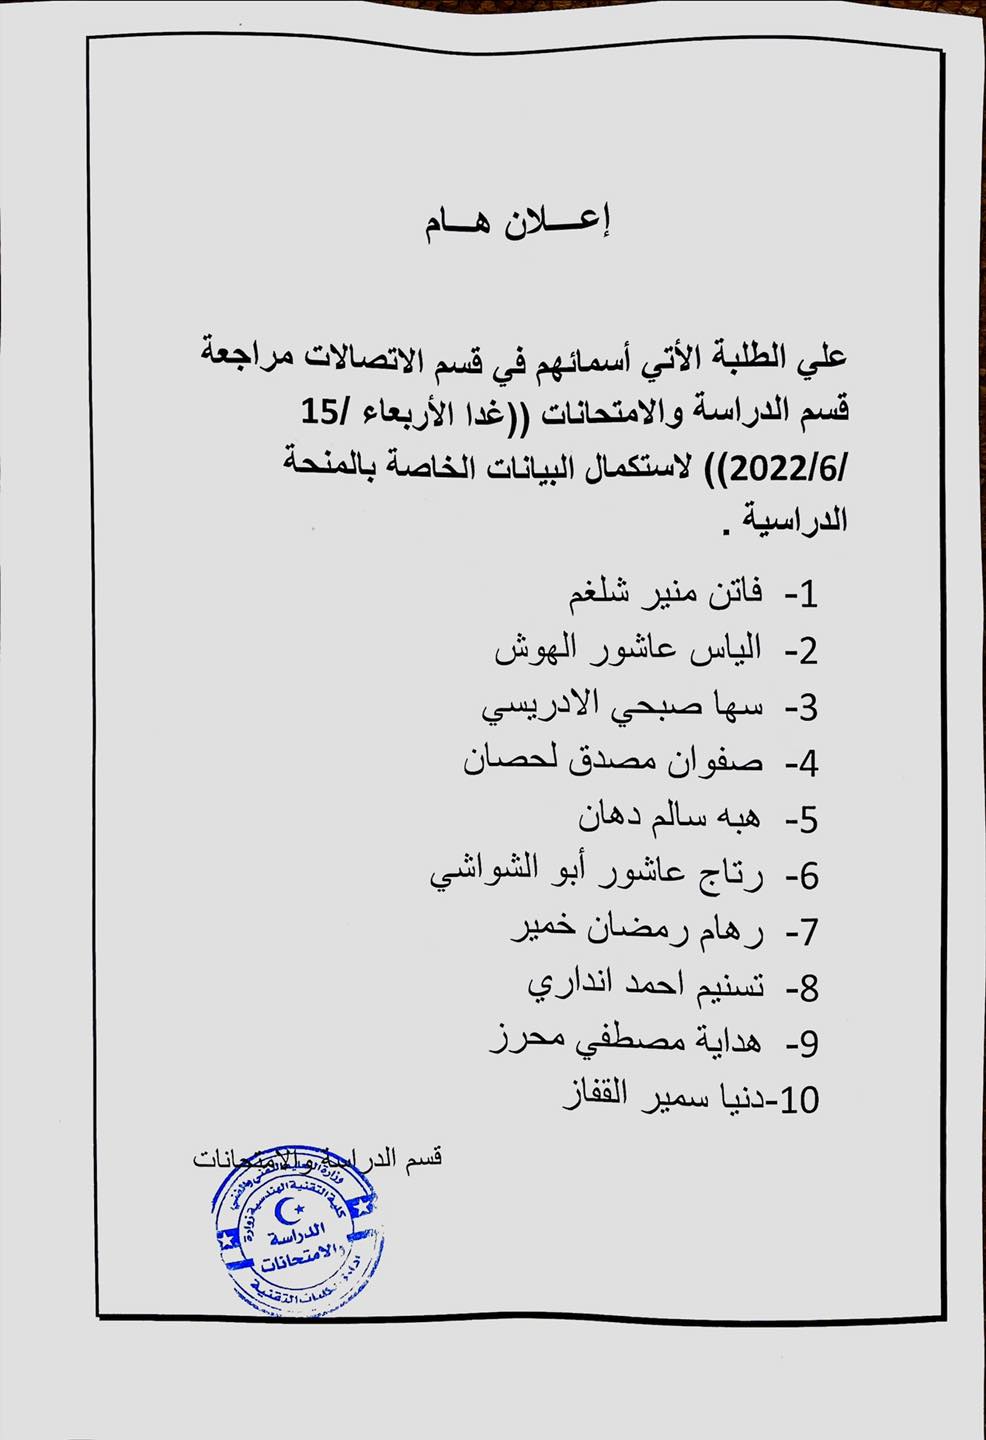 إعـــلان هـــام
علي الطلبة الأتي أسمائهم في قسم الاتصالات مراجعة
قسم الدراسة والامتحانات ((غدا الأربعاء /15
/2022/6)) لاستكمال البيانات الخاصة بالمنحة
الدراسية .
1- فاتن منير شلغم
2- الياس عاشور الهوش
3- سها صبحي الادريسي
4- صفوان مصدق لحصان
5- هبه سالم دهان
6- رتاج عاشور أبو الشواشي
7- رهام رمضان خمير
8- تسنيم احمد انداري
9- هداية مصطفي محرز
10-دنيا سمير القفاز
قسم الدراسة والامتحانات
وزارة التعليم التقني والفني
كلية التقنية الهندسية زوارة
الدراسة
والامتحانات
ادارة الكليات التقنية